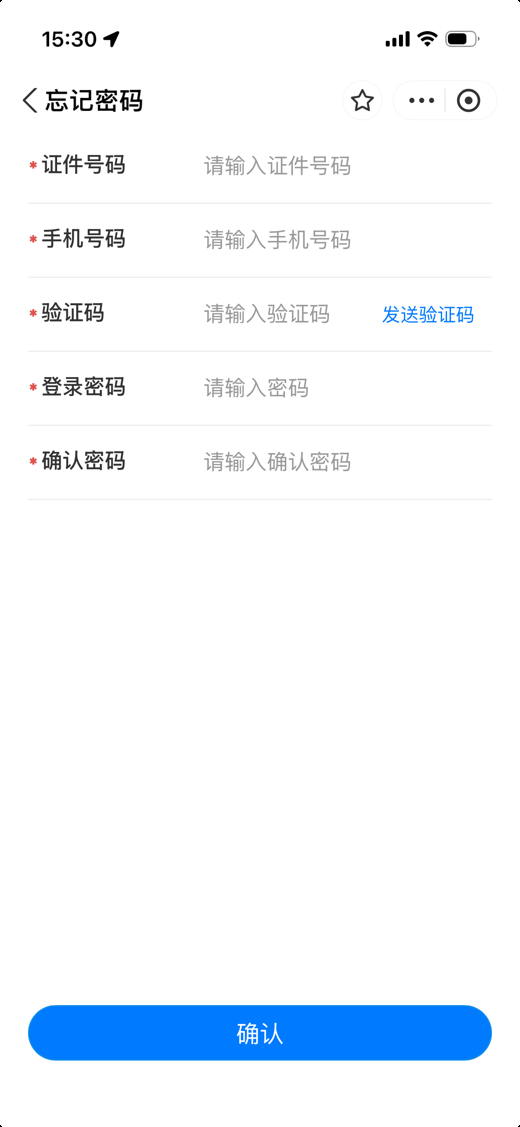 15:30
忘记密码
* 证件号码 请输入证件号码
* 手机号码 请输入手机号码
* 验证码 请输入验证码 发送验证码
* 登录密码 请输入密码
* 确认密码 请输入确认密码
确认